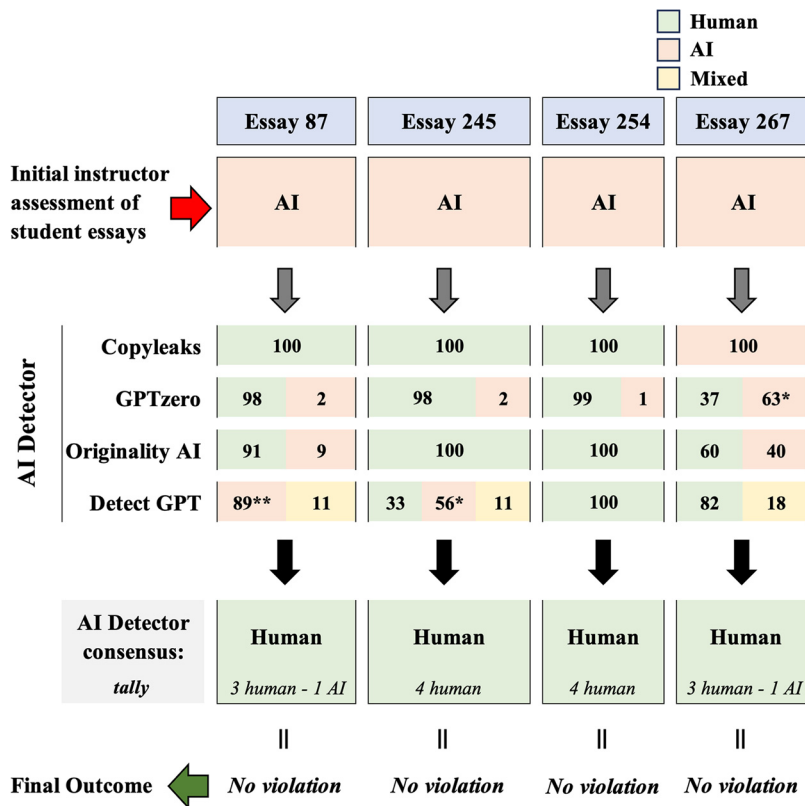 Human
AI
Mixed
Essay 87 Essay 245 Essay 254 Essay 267
Initial instructor
assessment of
student essays
AI AI AI AI
AI Detector
Copyleaks 100 100 100 100
GPTzero 98 2 98 2 99 1 37 63*
Originality AI 91 9 100 100 60 40
Detect GPT 89** 11 33 56* 11 100 82 18
AI Detector
consensus:
tally
Human Human Human Human
3 human - 1 AI 4 human 4 human 3 human - 1 AI
Final Outcome No violation No violation No violation No violation